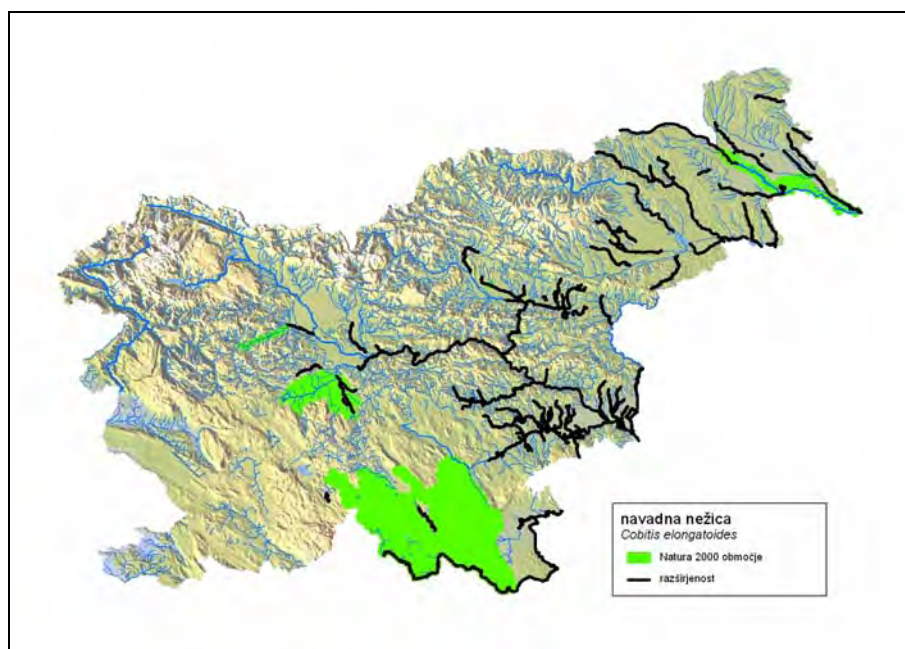 navadna nežica
Cobitis elongatoides
Natura 2000 območje
razširjenost